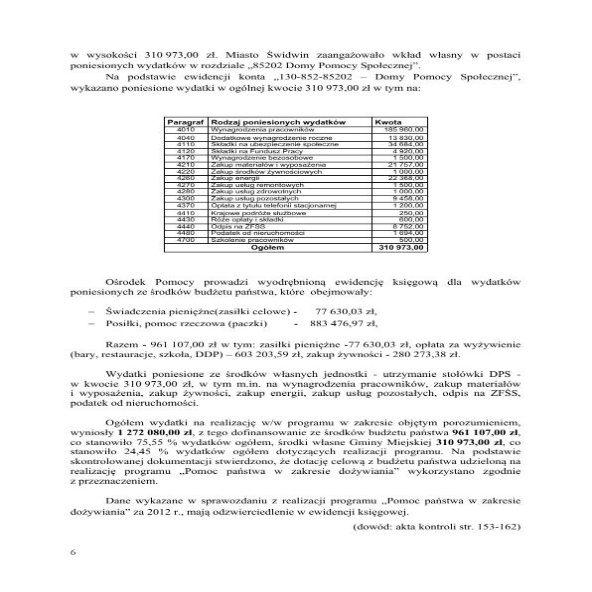 w wysokości 310 973,00 zł. Miasto Świdwin zaangażowało wkład własny w postaci
poniesionych wydatków w rozdziale „85202 Domy Pomocy Społecznej”.
Na podstawie ewidencji konta „130-852-85202 – Domy Pomocy Społecznej”,
wykazano poniesione wydatki w ogólnej kwocie 310 973,00 zł w tym na:
Paragraf Rodzaj poniesionych wydatków Kwota
4010 Wynagrodzenia pracowników 185 960,00
4040 Dodatkowe wynagrodzenie roczne 13 830,00
4110 Składki na ubezpieczenie społeczne 34 684,00
4120 Składki na Fundusz Pracy 4 920,00
4170 Wynagrodzenie bezosobowe 1 500,00
4210 Zakup materiałów i wyposażenia 21 757,00
4220 Zakup środków żywnościowych 1 000,00
4260 Zakup energii 22 368,00
4270 Zakup usług remontowych 1 500,00
4280 Zakup usług zdrowotnych 1 000,00
4300 Zakup usług pozostałych 9 458,00
4370 Opłata z tytułu telefonii stacjonarnej 1 200,00
4410 Krajowe podróże służbowe 250,00
4430 Róże opłaty i składki 600,00
4440 Odpis na ZFSS 8 752,00
4480 Podatek od nieruchomości 1 694,00
4700 Szkolenie pracowników 500,00
Ogółem 310 973,00
Ośrodek Pomocy prowadzi wyodrębnioną ewidencję księgową dla wydatków
poniesionych ze środków budżetu państwa, które obejmowały:
– Świadczenia pieniężne(zasiłki celowe) - 77 630,03 zł,
– Posiłki, pomoc rzeczowa (paczki) - 883 476,97 zł,
Razem - 961 107,00 zł w tym: zasiłki pieniężne -77 630,03 zł, opłata za wyżywienie
(bary, restauracje, szkoła, DDP) – 603 203,59 zł, zakup żywności - 280 273,38 zł.
Wydatki poniesione ze środków własnych jednostki - utrzymanie stołówki DPS -
w kwocie 310 973,00 zł, w tym m.in. na wynagrodzenia pracowników, zakup materiałów
i wyposażenia, zakup żywności, zakup energii, zakup usług pozostałych, odpis na ZFŚS,
podatek od nieruchomości.
Ogółem wydatki na realizację w/w programu w zakresie objętym porozumieniem,
wyniosły 1 272 080,00 zł, z tego dofinansowanie ze środków budżetu państwa 961 107,00 zł,
co stanowiło 75,55 % wydatków ogółem, środki własne Gminy Miejskiej 310 973,00 zł, co
stanowiło 24,45 % wydatków ogółem dotyczących realizacji programu. Na podstawie
skontrolowanej dokumentacji stwierdzono, że dotację celową z budżetu państwa udzieloną na
realizację programu „Pomoc państwa w zakresie dożywiania” wykorzystano zgodnie
z przeznaczeniem.
Dane wykazane w sprawozdaniu z realizacji programu „Pomoc państwa w zakresie
dożywiania” za 2012 r., mają odzwierciedlenie w ewidencji księgowej.
(dowód: akta kontroli str. 153-162)
6